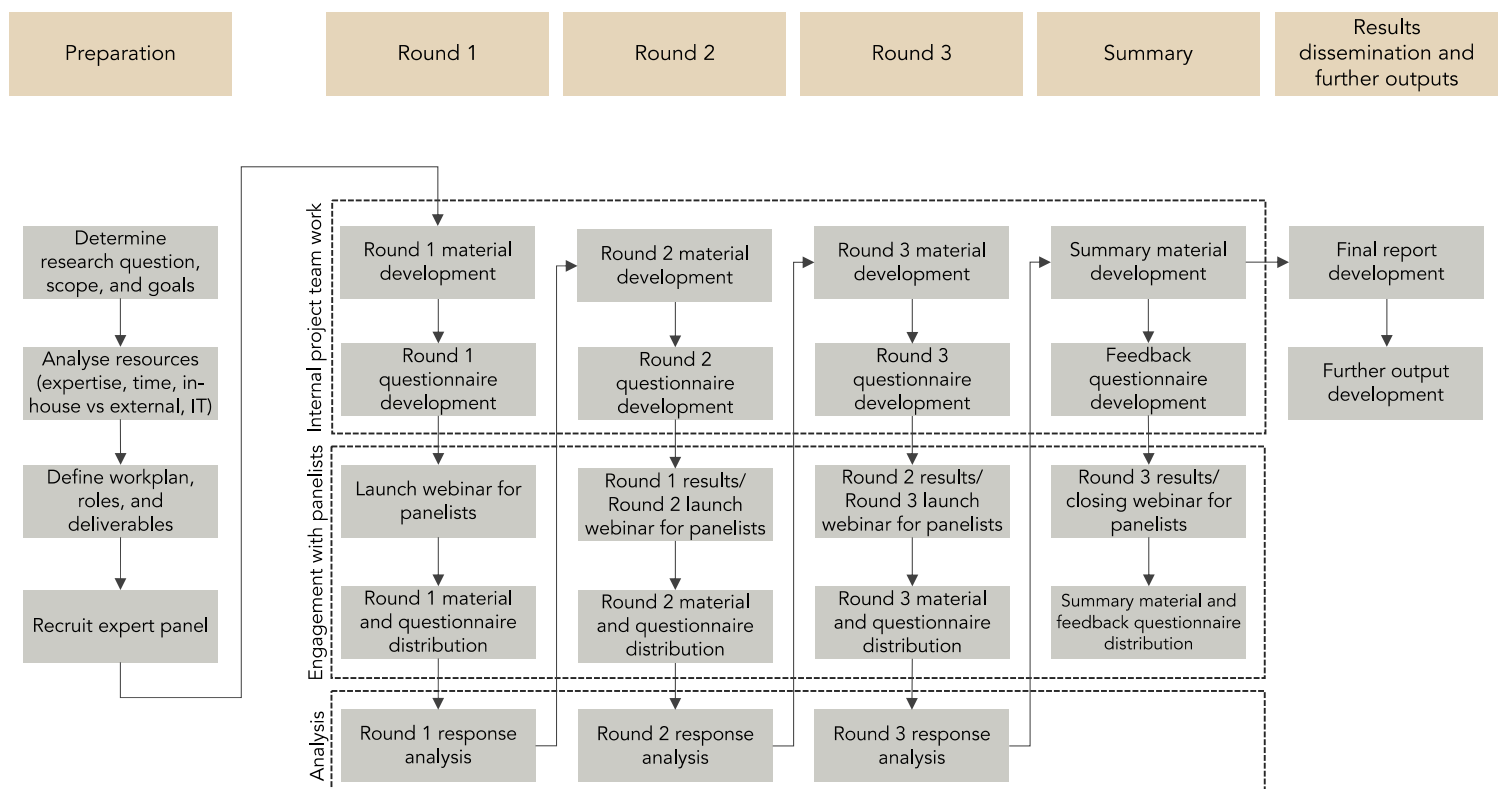 Preparation
Round 1
Round 2
Round 3
Summary
Results
dissemination and
further outputs
Determine
research question,
scope, and goals
Analyse resources
(expertise, time, in-
house vs external, IT)
Define workplan,
roles, and
deliverables
Recruit expert panel
Internal project team work
Engagement with panelists
Analysis
Round 1 material
development
Round 1
questionnaire
development
Launch webinar for
panelists
Round 1 material
and questionnaire
distribution
Round 1 response
analysis
Round 2 material
development
Round 2
questionnaire
development
Round 1 results/
Round 2 launch
webinar for panelists
Round 2 material
and questionnaire
distribution
Round 2 response
analysis
Round 3 material
development
Round 3
questionnaire
development
Round 2 results/
Round 3 launch
webinar for panelists
Round 3 material
and questionnaire
distribution
Round 3 response
analysis
Summary material
development
Feedback
questionnaire
development
Round 3 results/
closing webinar for
panelists
Summary material and
feedback questionnaire
distribution
Final report
development
Further output
development